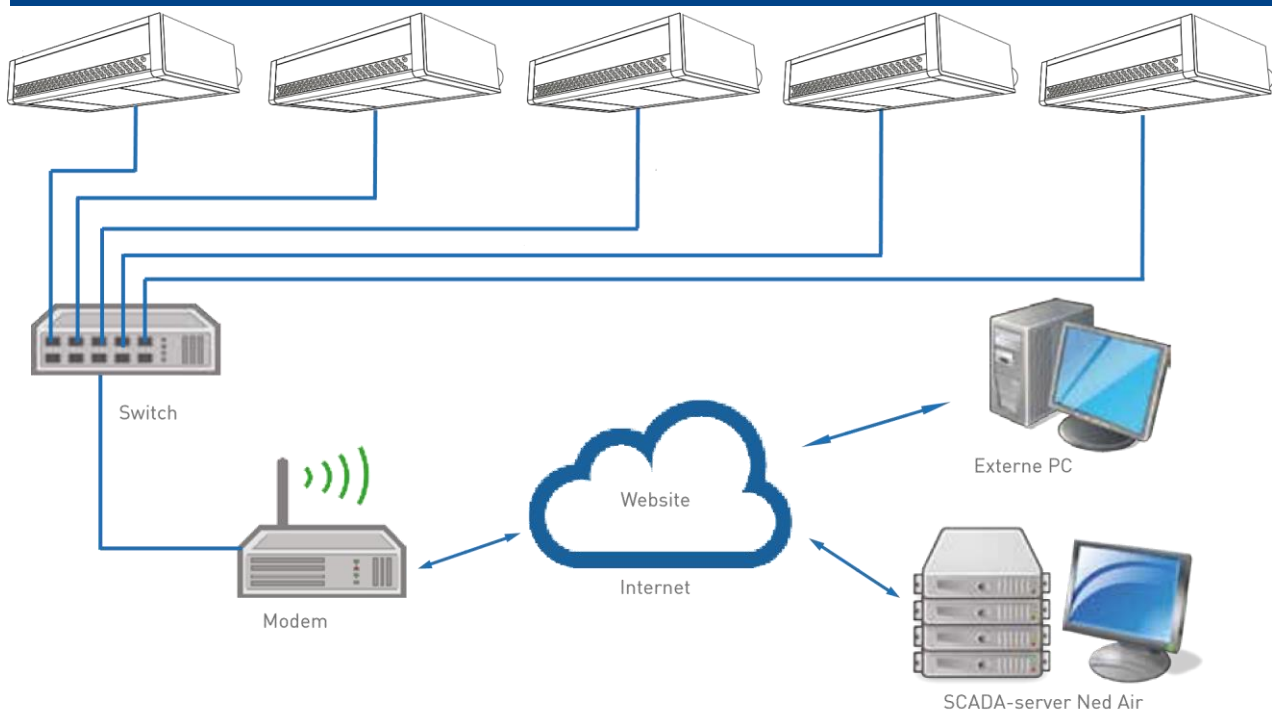 Switch
Externe PC
Website
Internet
Modem
SCADA-server Ned Air